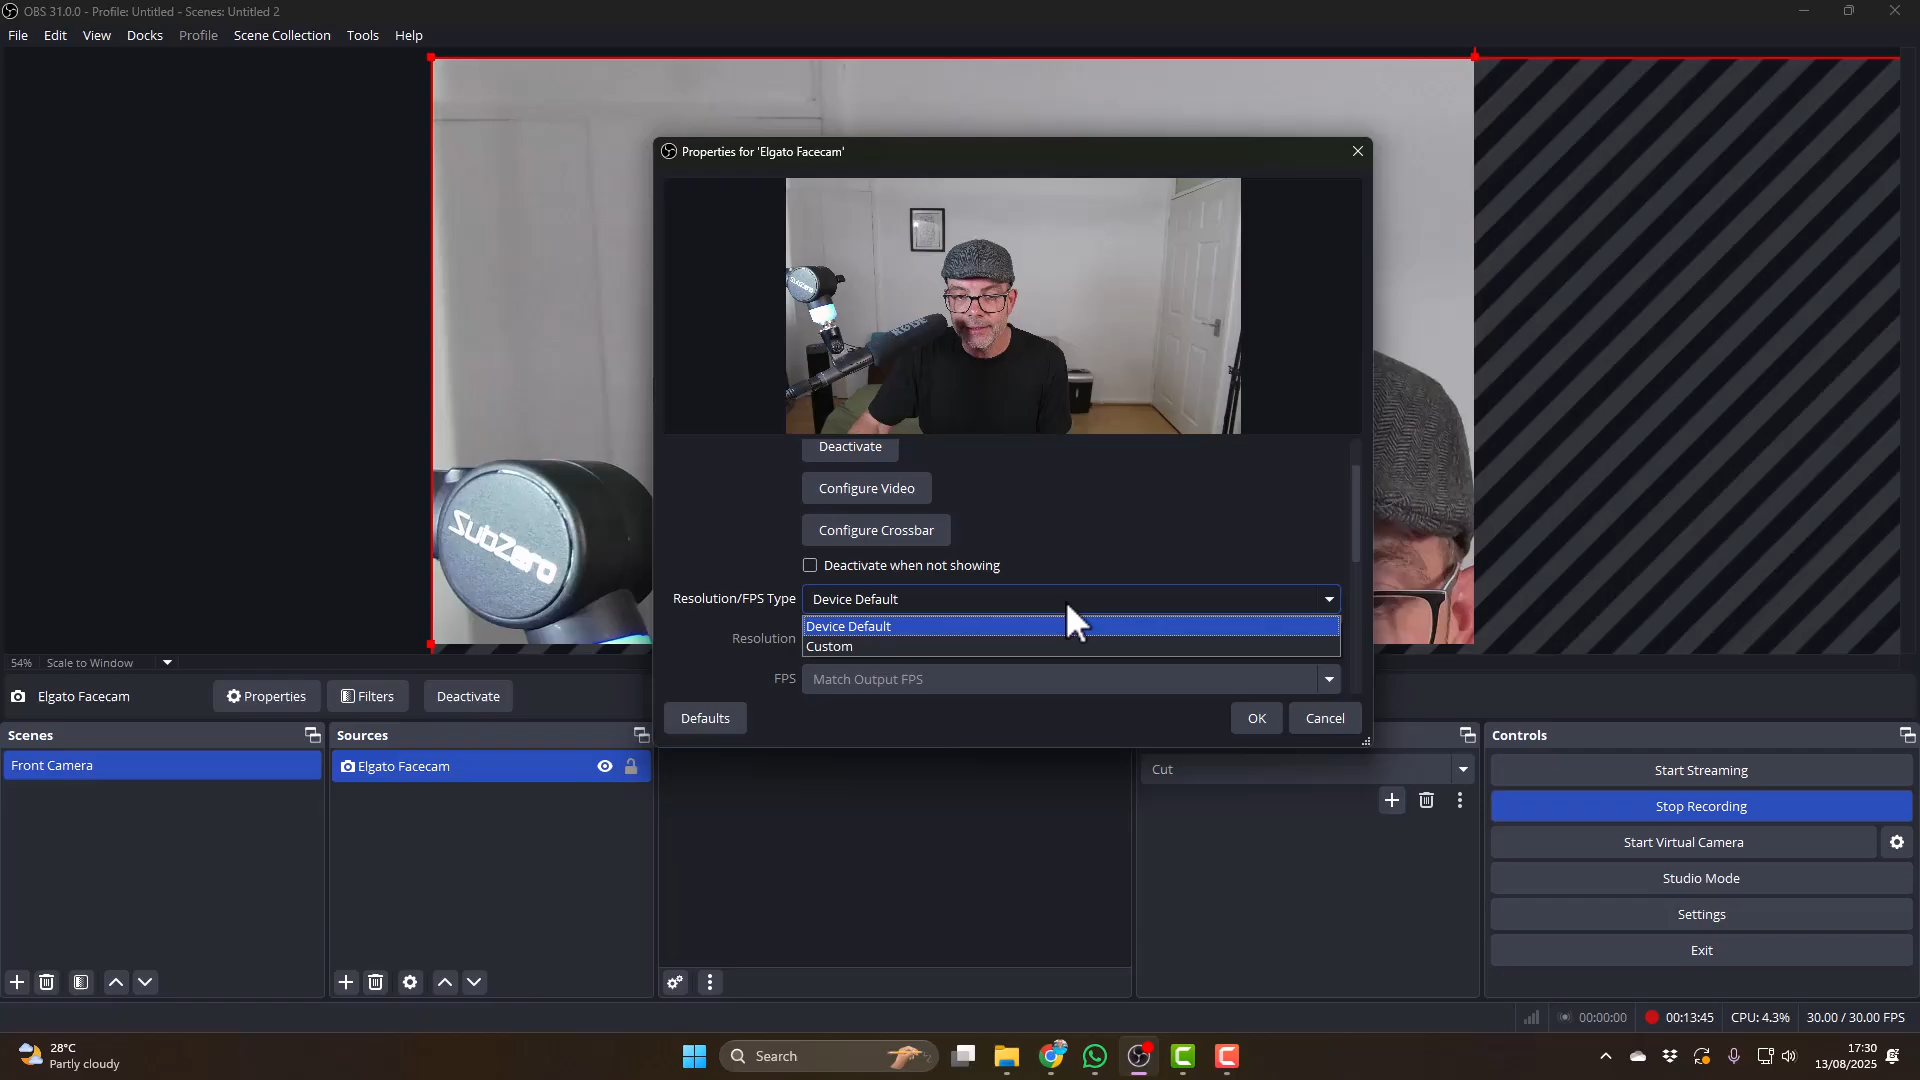 OBS 31.0.0 - Profile: Untitled - Scenes: Untitled 2
File Edit View Docks Profile Scene Collection Tools Help
Properties for 'Elgato Facecam'
SubZero
Deactivate
Configure Video
Configure Crossbar
Deactivate when not showing
Resolution/FPS Type Device Default
Device Default
Resolution
Custom
FPS Match Output FPS
Defaults OK Cancel
SubZero
54% Scale to Window
Elgato Facecam Properties Filters Deactivate
Scenes Sources Controls
Front Camera
Elgato Facecam
Cut
Start Streaming
Stop Recording
Start Virtual Camera
Studio Mode
Settings
Exit
00:00:00 00:13:45 CPU: 4.3% 30.00 / 30.00 FPS
28°C
Partly cloudy
Search
17:30
13/08/2025